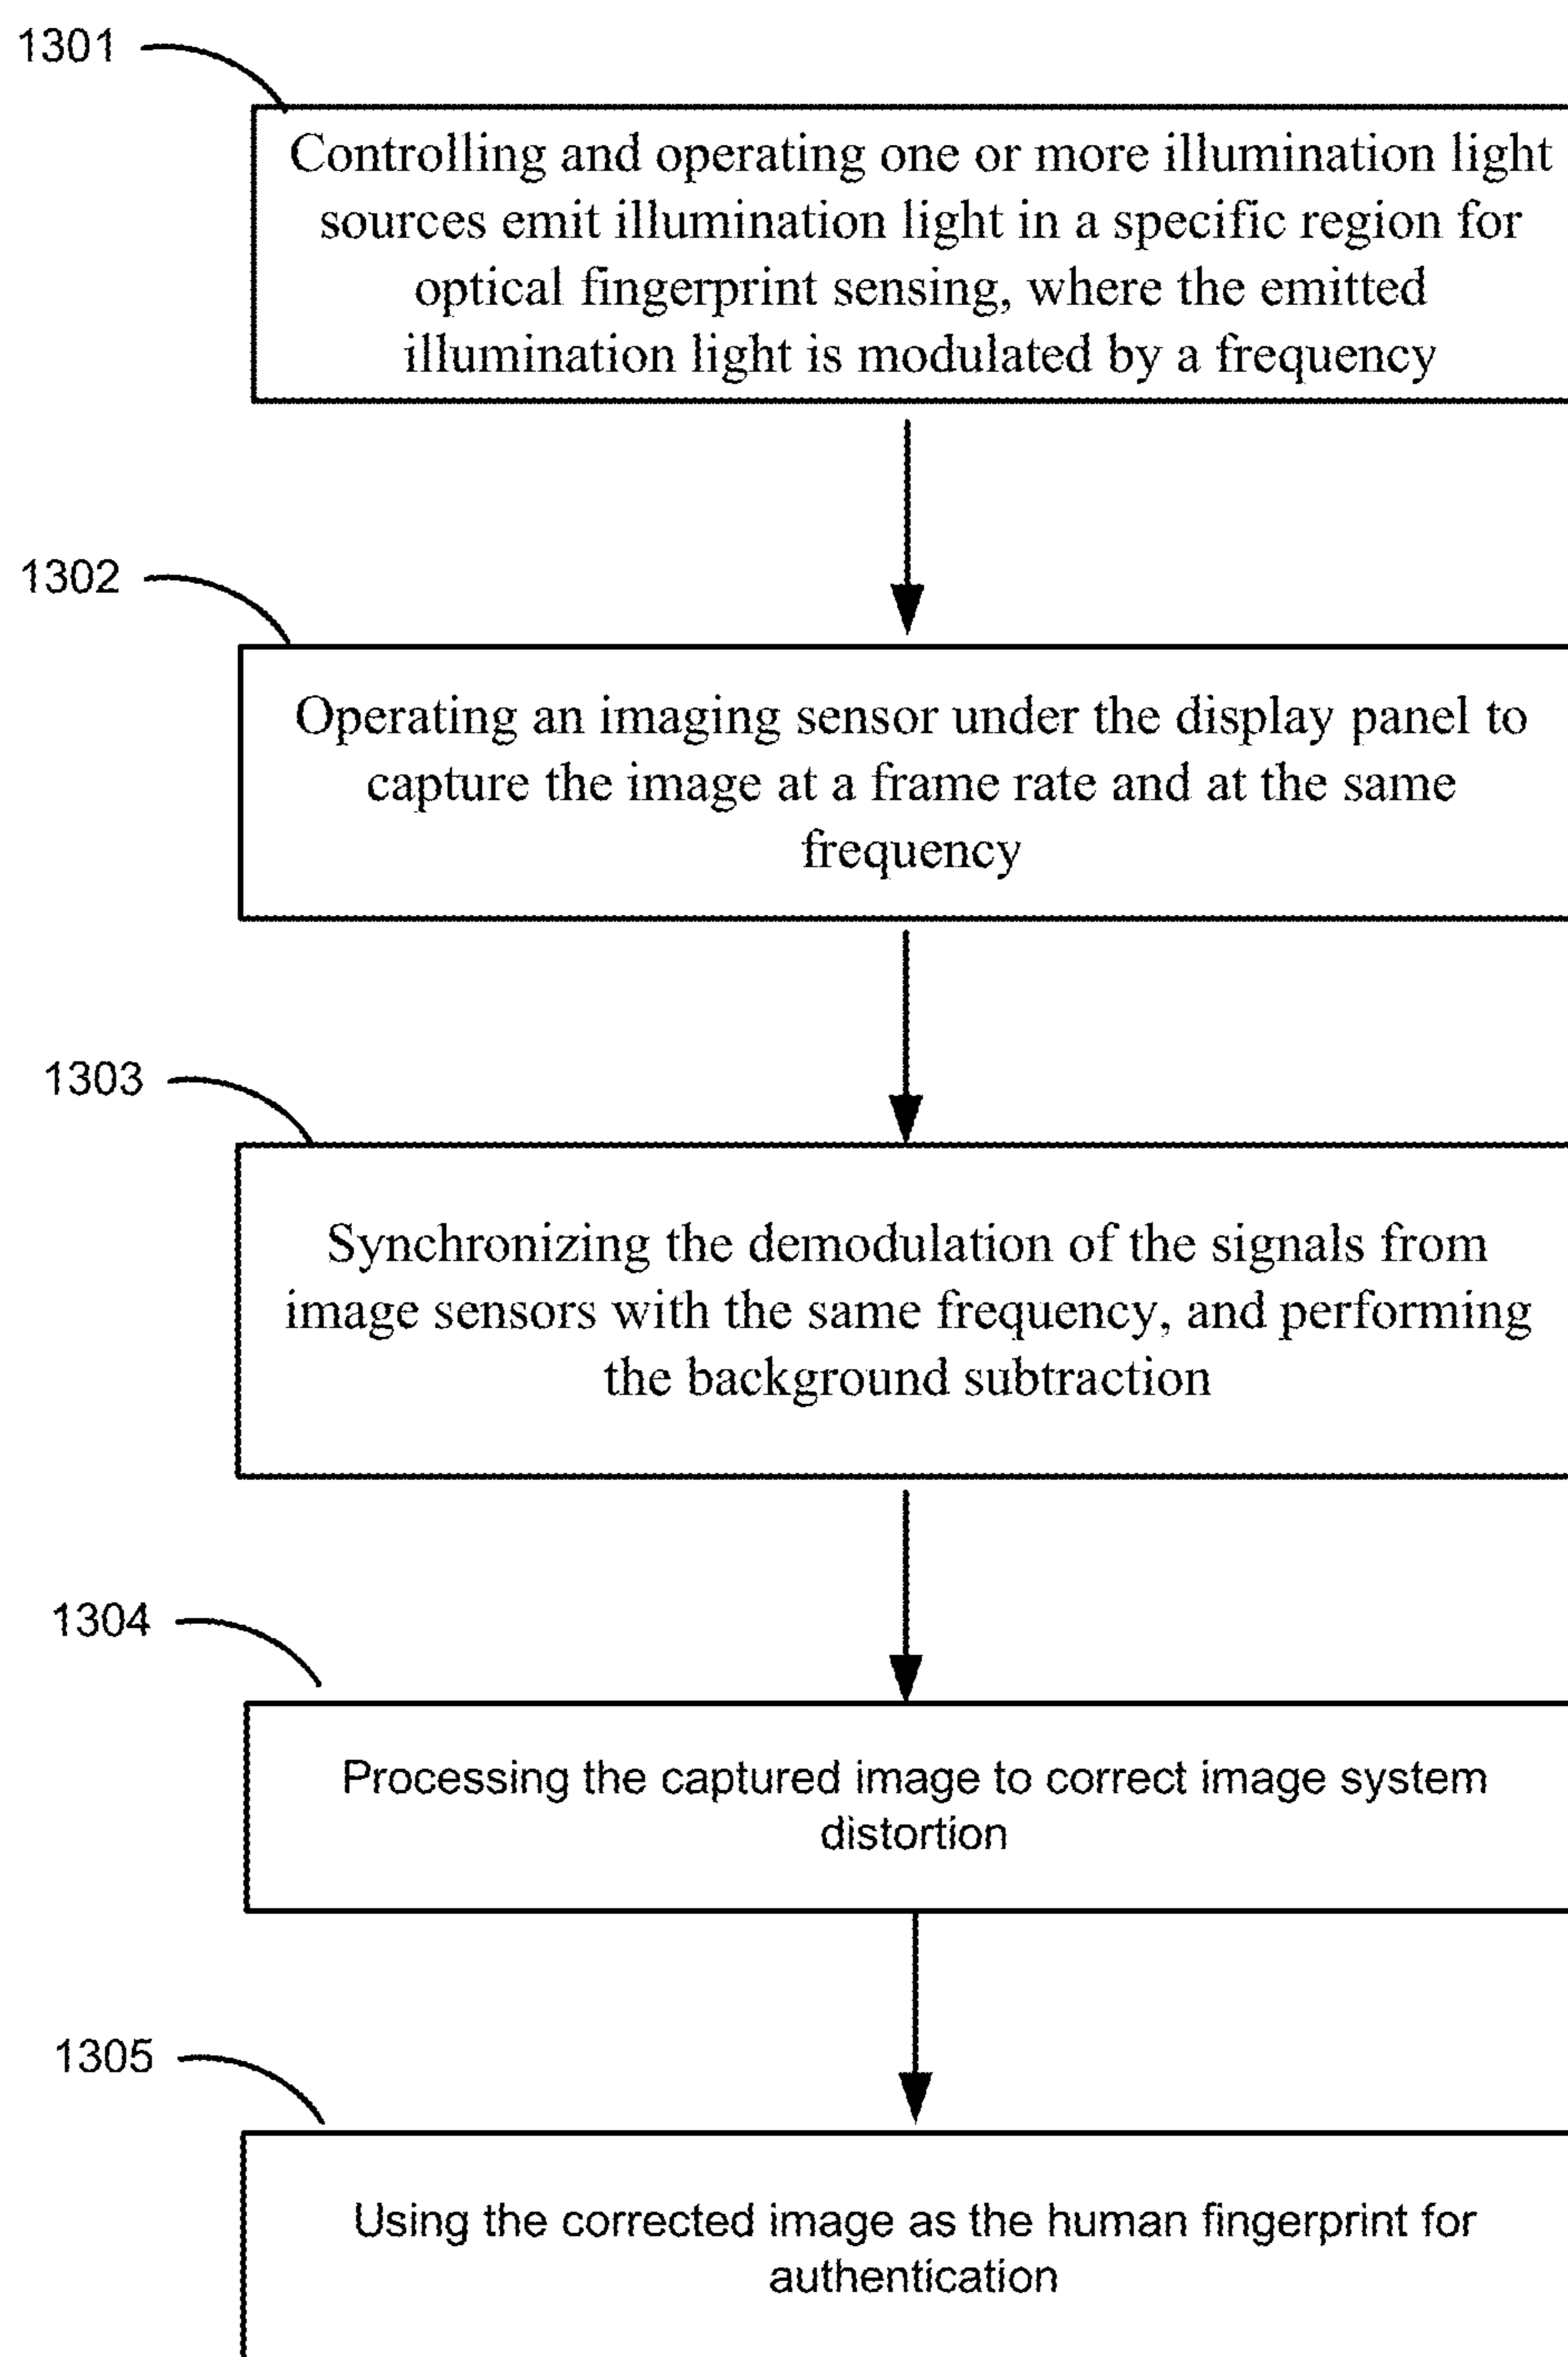 1301
Controlling and operating one or more illumination light
sources emit illumination light in a specific region for
optical fingerprint sensing, where the emitted
illumination light is modulated by a frequency
1302
Operating an imaging sensor under the display panel to
capture the image at a frame rate and at the same
frequency
1303
Synchronizing the demodulation of the signals from
image sensors with the same frequency, and performing
the background subtraction
1304
Processing the captured image to correct image system
distortion
1305
Using the corrected image as the human fingerprint for
authentication